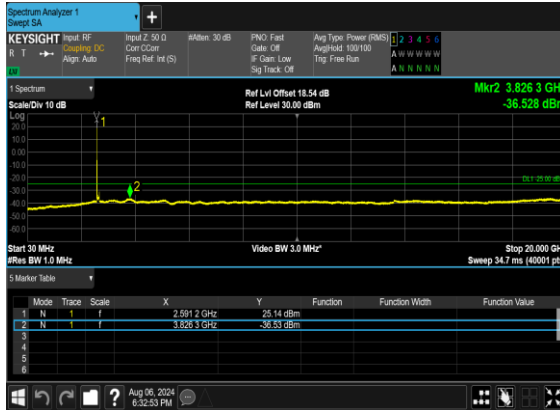 Spectrum Analyzer 1
Swept SA
+
KEYSIGHT Input: RF Input Z: 50 Ω #Atten: 30 dB PNO: Fast Avg Type: Power (RMS) 1 2 3 4 5 6
R T Coupling: DC Corr CCorr Gate: Off Avg|Hold: 100/100 A W W W W W
Align: Auto Freq Ref: Int (S) IF Gain: Low Trig: Free Run
Sig Track: Off A N N N N N
LXI
1 Spectrum Ref Lvl Offset 18.54 dB Mkr2 3.826 3 GH
Scale/Div 10 dB Ref Level 30.00 dBm -36.528 dBr
Log
20.0
10.0
0.00
-10.0
-20.0
-30.0
-40.0
-50.0
-60.0
1
2
DL1 -25.00 dB
Start 30 MHz Video BW 3.0 MHz* Stop 20.000 GH
#Res BW 1.0 MHz Sweep 34.7 ms (40001 pt
5 Marker Table
Mode Trace Scale X Y Function Function Width Function Value
1 N 1 f 2.591 2 GHz 25.14 dBm
2 N 1 f 3.826 3 GHz -36.53 dBm
3
4
5
6
? Aug 06, 2024
6:32:53 PM